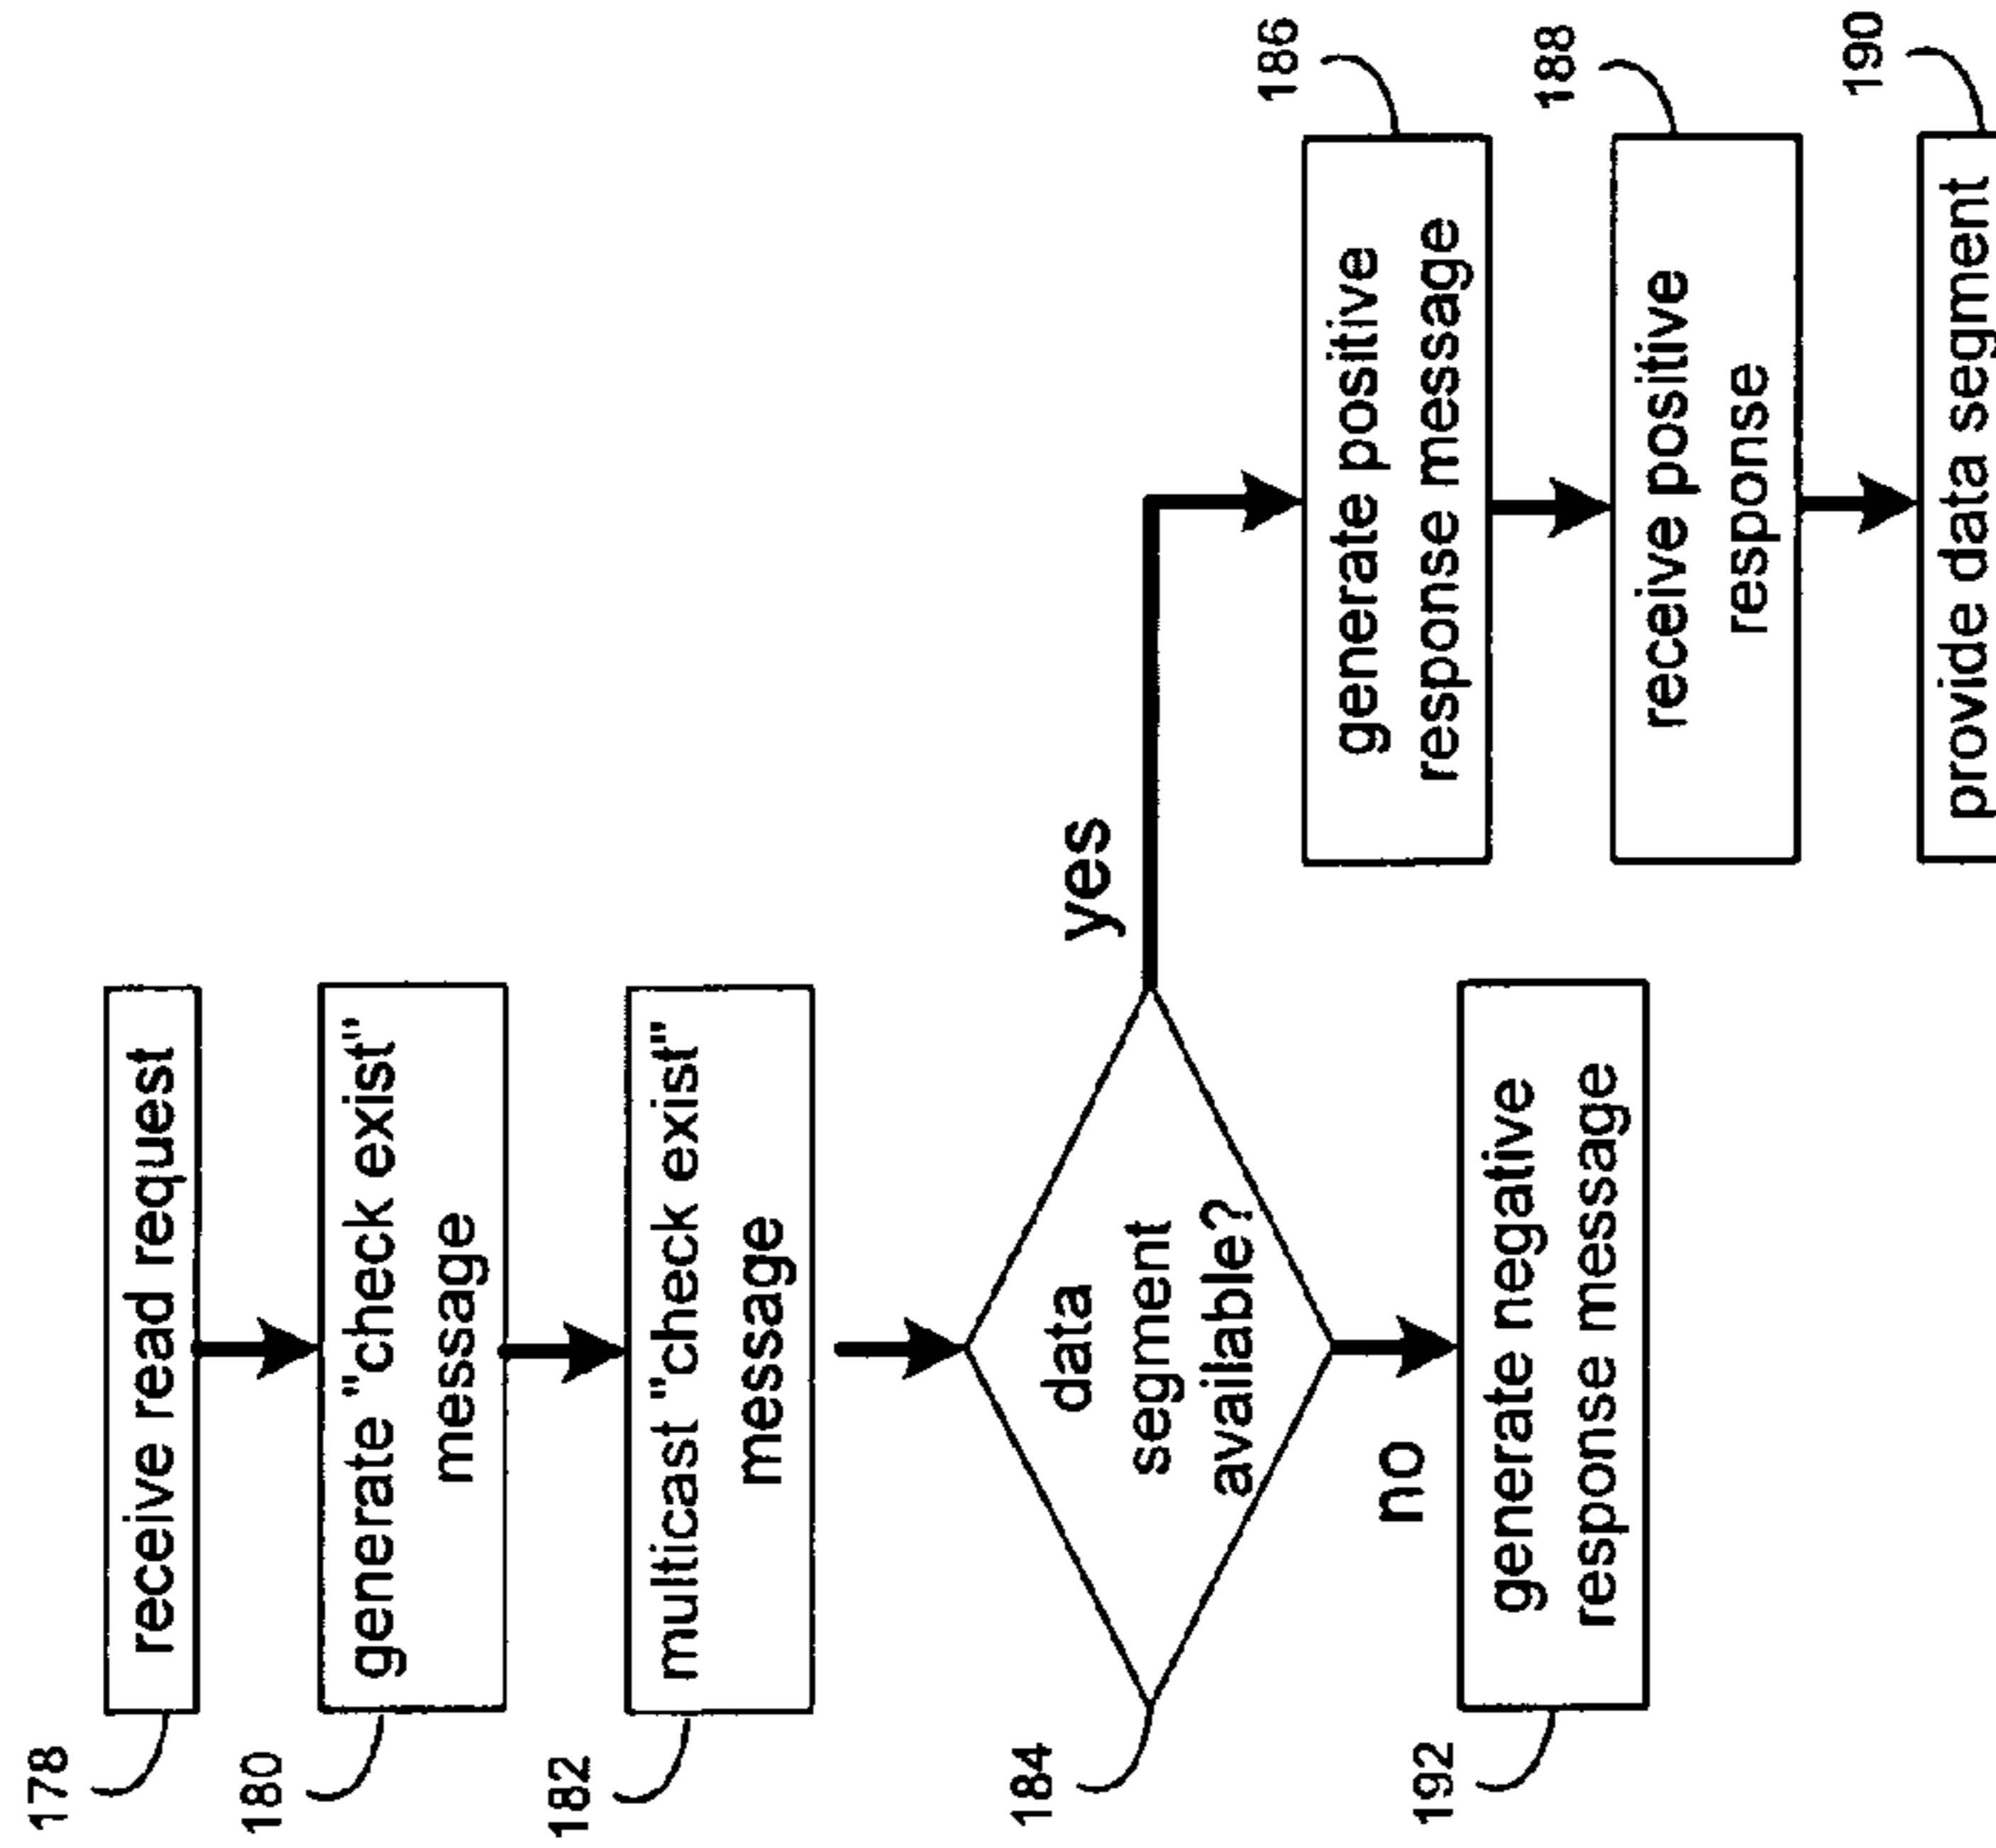 178
receive read request
180
generate "check exist"
message
182
multicast "check exist"
message
184
data
segment
available?
yes
no
192
generate negative
response message
186
generate positive
response message
188
receive positive
response
190
provide data segment